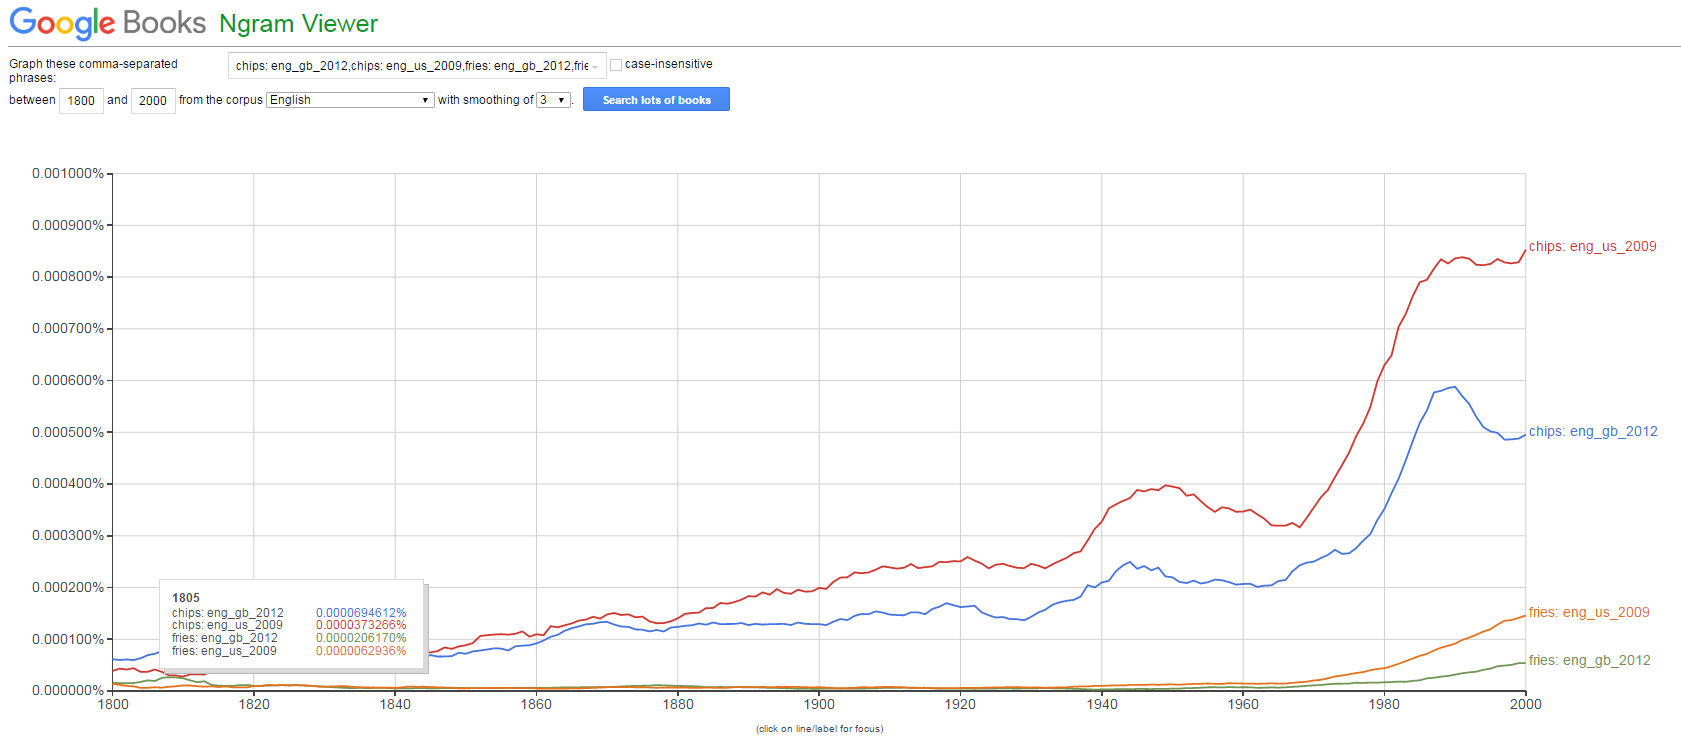 Google Books Ngram Viewer
Graph these comma-separated
phrases:
chips: eng_gb_2012,chips: eng_us_2009,fries: eng_gb_2012,frie
case-insensitive
between 1800 and 2000 from the corpus English with smoothing of 3 . Search lots of books
0.001000%
0.000900%
0.000800%
0.000700%
0.000600%
0.000500%
0.000400%
0.000300%
0.000200%
0.000100%
0.000000%
chips: eng_us_2009
chips: eng_gb_2012
fries: eng_us_2009
fries: eng_gb_2012
1805
chips: eng_gb_2012 0.0000694612%
chips: eng_us_2009 0.0000373266%
fries: eng_gb_2012 0.0000206170%
fries: eng_us_2009 0.0000062936%
1800 1820 1840 1860 1880 1900 1920 1940 1960 1980 2000
(click on line/label for focus)